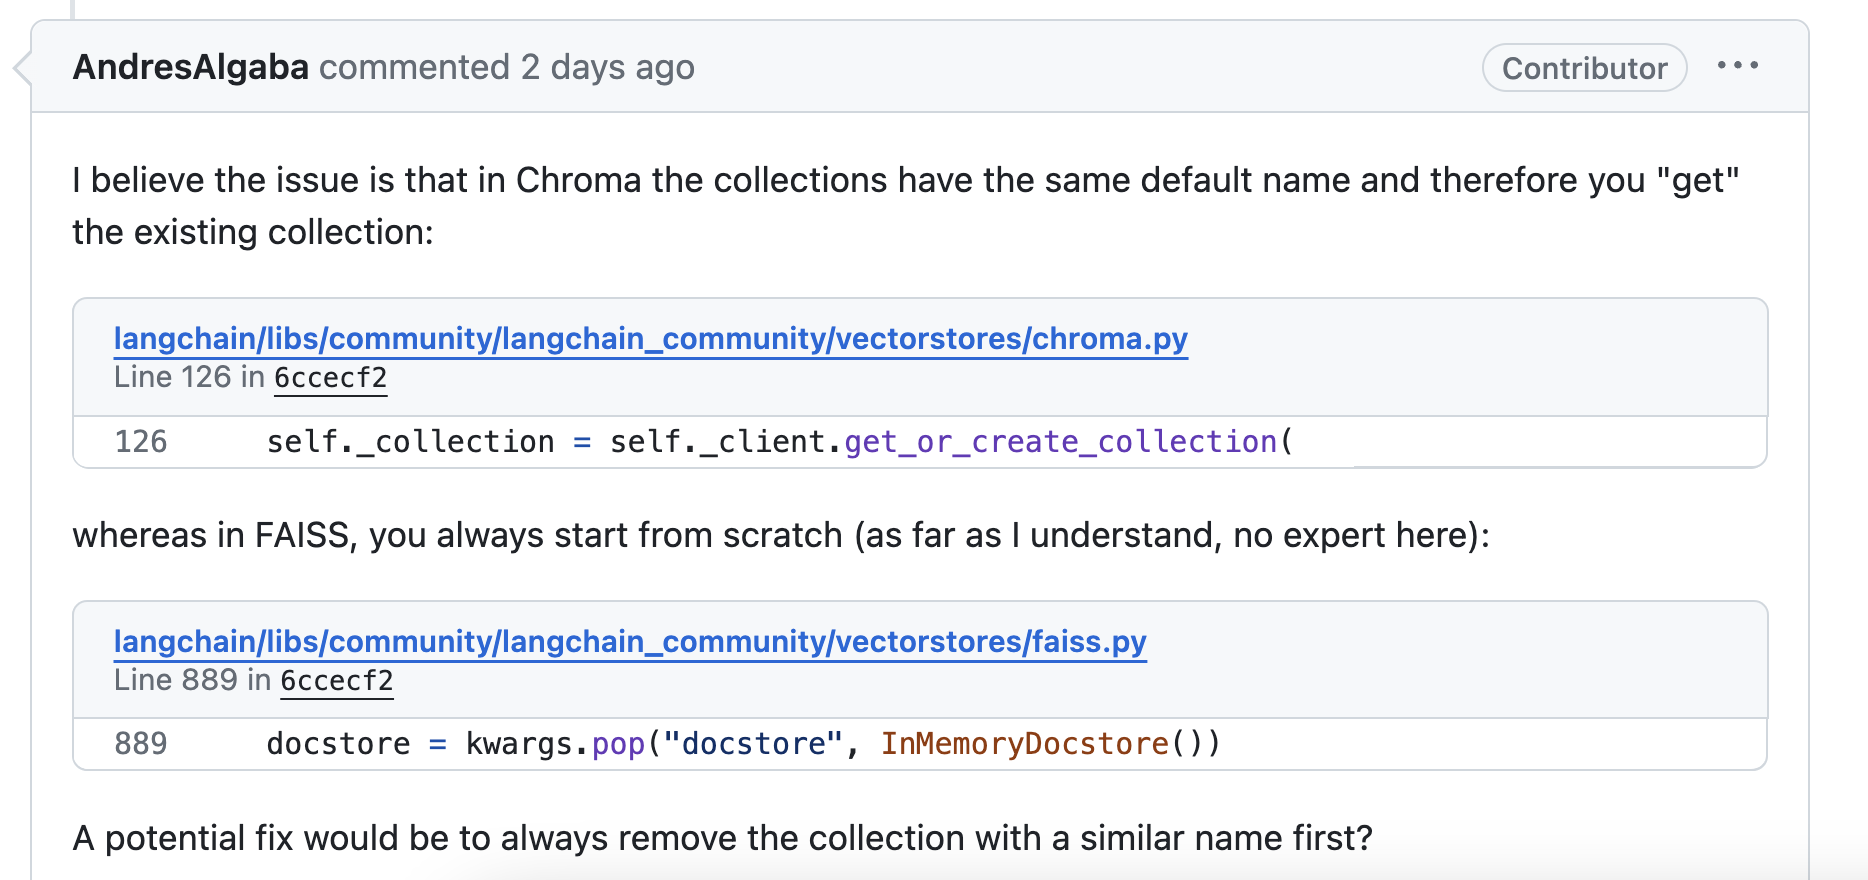 AndresAlgaba commented 2 days ago
Contributor
I believe the issue is that in Chroma the collections have the same default name and therefore you "get"
the existing collection:
langchain/libs/community/langchain_community/vectorstores/chroma.py
Line 126 in 6ccecf2
126 self._collection = self._client.get_or_create_collection(
whereas in FAISS, you always start from scratch (as far as I understand, no expert here):
langchain/libs/community/langchain_community/vectorstores/faiss.py
Line 889 in 6ccecf2
889 docstore = kwargs.pop("docstore", InMemoryDocstore())
A potential fix would be to always remove the collection with a similar name first?